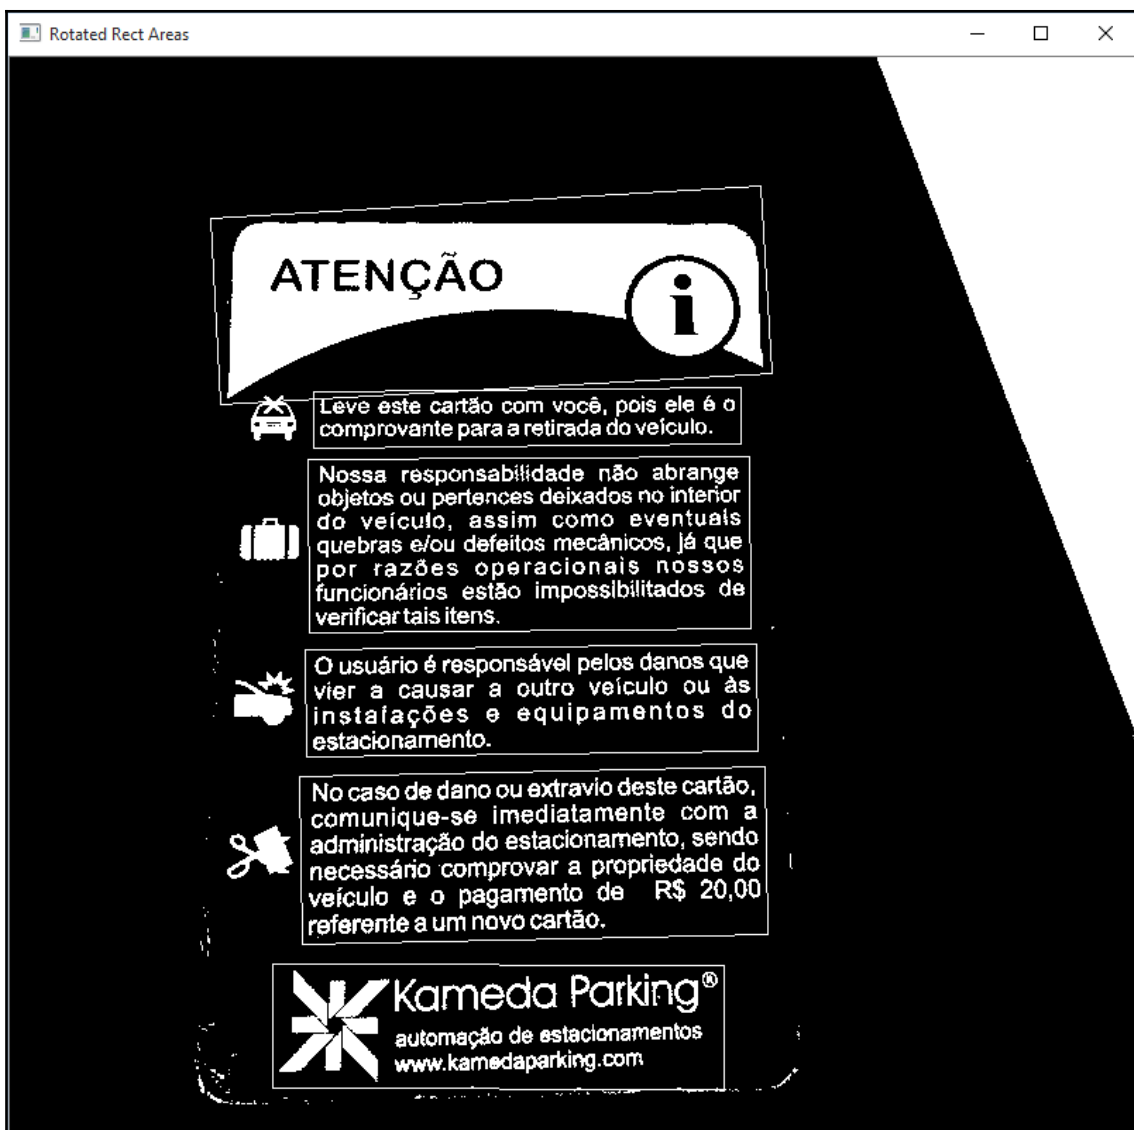 Rotated Rect Areas
ATENÇÃO
i
Leve este cartão com você, pois ele é o
comprovante para a retirada do veículo.
Nossa responsabilidade não abrange
objetos ou pertences deixados no interior
do veículo, assim como eventuais
quebras e/ou defeitos mecânicos, já que
por razões operacionais nossos
funcionários estão impossibilitados de
verificar tais itens.
O usuário é responsável pelos danos que
vier a causar a outro veículo ou às
instalações e equipamentos do
estacionamento.
No caso de dano ou extravio deste cartão,
comunique-se imediatamente com a
administração do estacionamento, sendo
necessário comprovar a propriedade do
veículo e o pagamento de R$ 20,00
referente a um novo cartão.
Kameda Parking®
automação de estacionamentos
www.kamedaparking.com